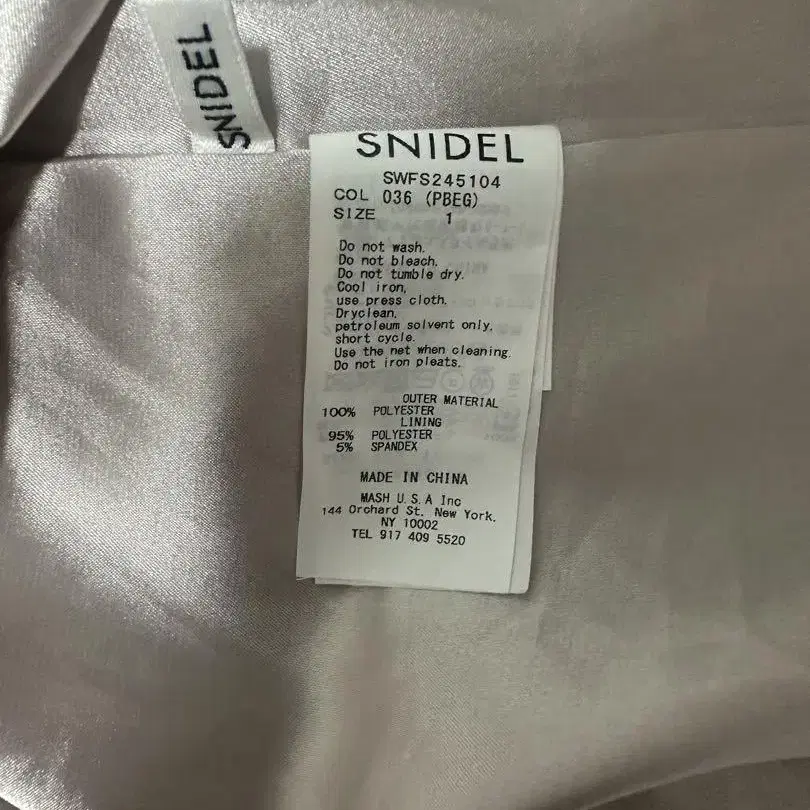 SNIDEL
SNIDEL
SWFS245104
COL 036 (PBEG)
SIZE 1
Do not wash.
Do not bleach.
Do not tumble dry.
Cool iron,
use press cloth.
Dryclean,
petroleum solvent only,
short cycle.
Use the net when cleaning.
Do not iron pleats.
OUTER MATERIAL
100% POLYESTER
LINING
95% POLYESTER
5% SPANDEX
MADE IN CHINA
MASH U.S.A Inc
144 Orchard St. New York,
NY 10002
TEL 917 409 5520